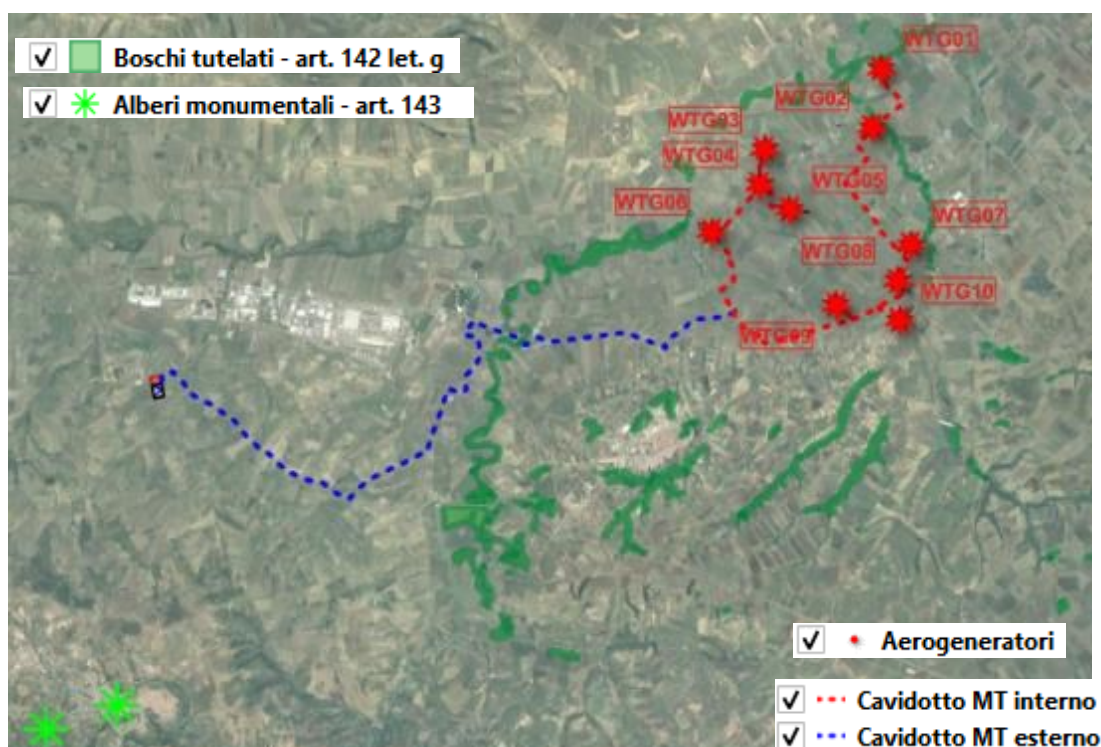 Boschi tutelati - art. 142 let. g
Alberi monumentali - art. 143
WTG01
WTG02
WTG03
WTG04
WTG05
WTG06
WTG07
WTG08
WTG10
WTG09
Aerogeneratori
Cavidotto MT interno
Cavidotto MT esterno